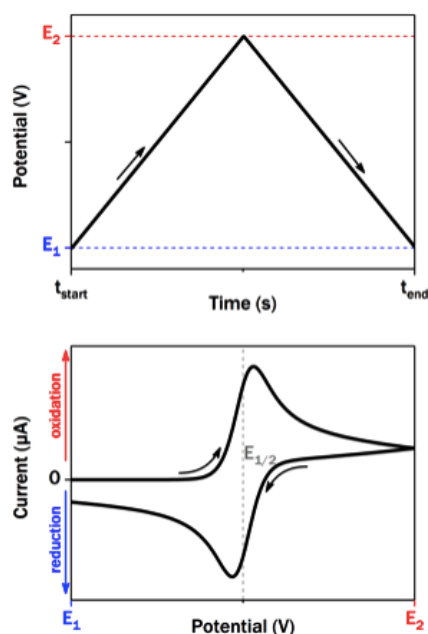 E2
Potential (V)
E1
tstart
Time (s)
tend
oxidation
Current (µA)
0
E1/2
reduction
E1
Potential (V)
E2